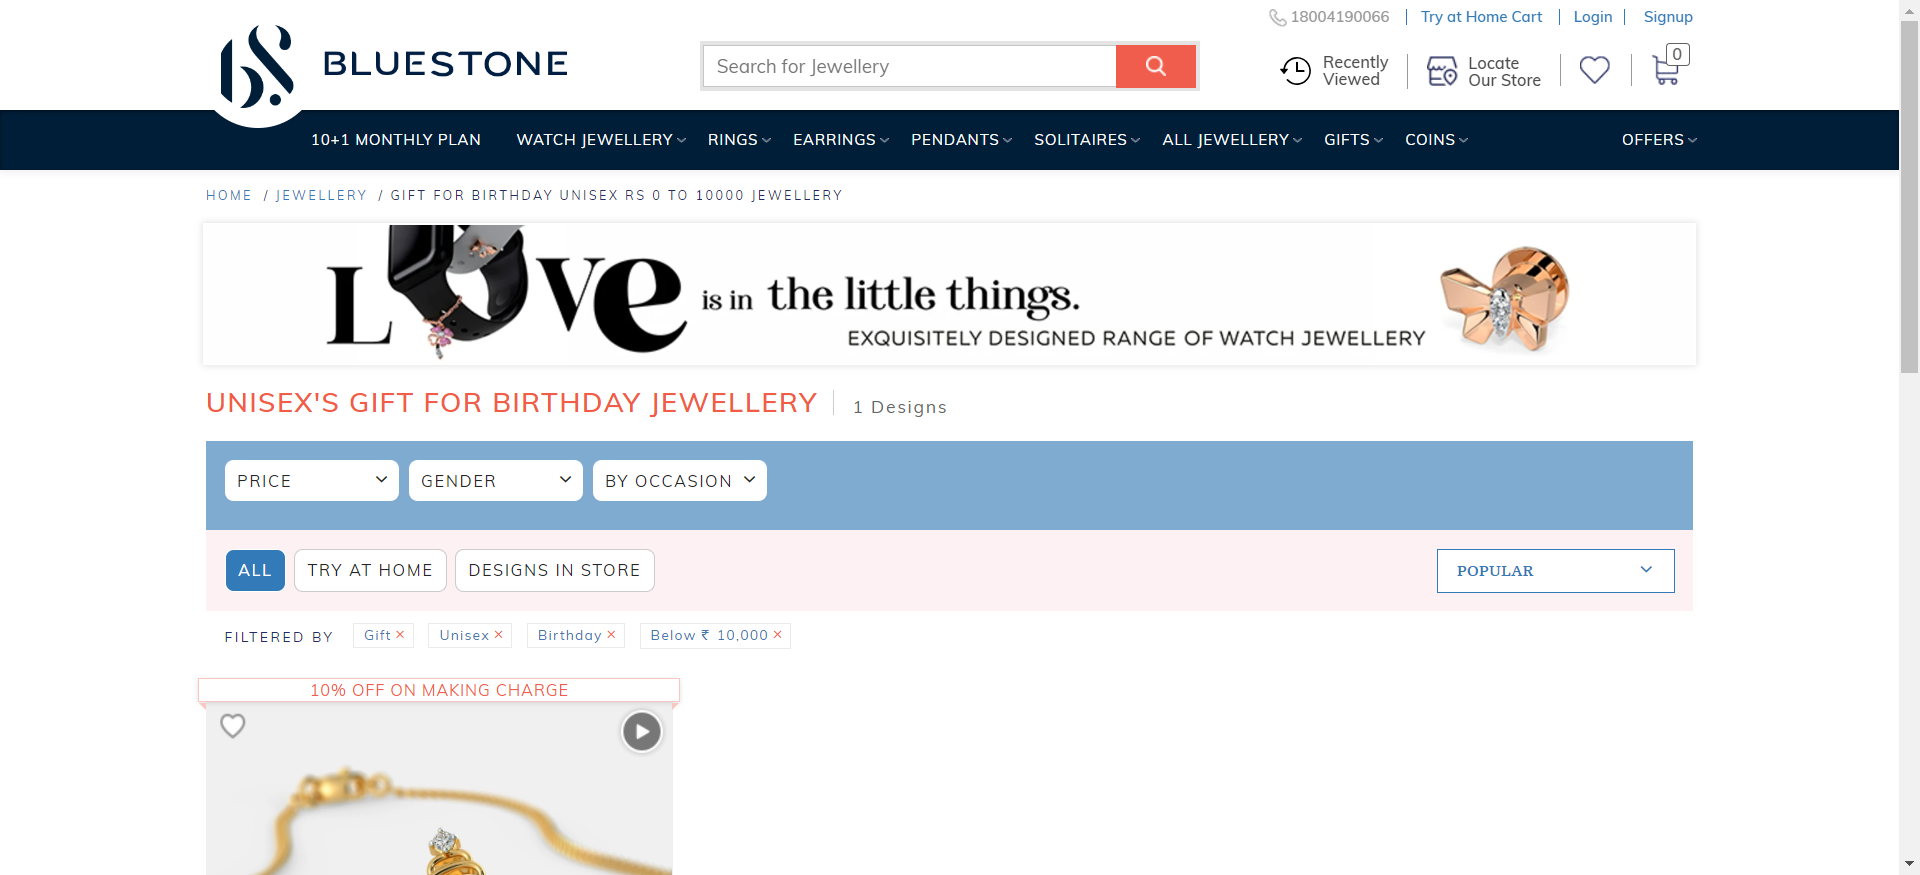 18004190066 Try at Home Cart Login Signup
BLUESTONE
Search for Jewellery
Recently Viewed
Locate Our Store
0
10+1 MONTHLY PLAN WATCH JEWELLERY RINGS EARRINGS PENDANTS SOLITAIRES ALL JEWELLERY GIFTS COINS OFFERS
HOME / JEWELLERY / GIFT FOR BIRTHDAY UNISEX RS 0 TO 10000 JEWELLERY
LOVE is in the little things.
EXQUISITELY DESIGNED RANGE OF WATCH JEWELLERY
UNISEX'S GIFT FOR BIRTHDAY JEWELLERY 1 Designs
PRICE GENDER BY OCCASION
ALL TRY AT HOME DESIGNS IN STORE POPULAR
FILTERED BY Gift × Unisex × Birthday × Below ₹ 10,000 ×
10% OFF ON MAKING CHARGE